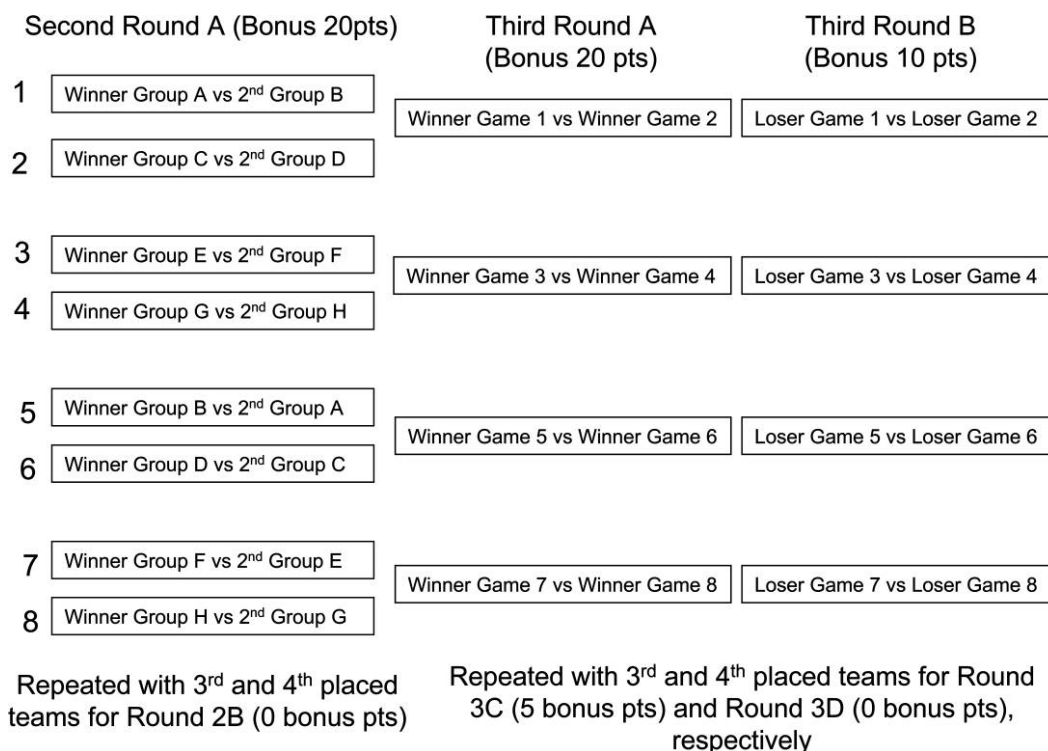 Second Round A (Bonus 20pts)
Third Round A
(Bonus 20 pts)
Third Round B
(Bonus 10 pts)
1
Winner Group A vs 2nd Group B
Winner Game 1 vs Winner Game 2
Loser Game 1 vs Loser Game 2
2
Winner Group C vs 2nd Group D
3
Winner Group E vs 2nd Group F
Winner Game 3 vs Winner Game 4
Loser Game 3 vs Loser Game 4
4
Winner Group G vs 2nd Group H
5
Winner Group B vs 2nd Group A
Winner Game 5 vs Winner Game 6
Loser Game 5 vs Loser Game 6
6
Winner Group D vs 2nd Group C
7
Winner Group F vs 2nd Group E
Winner Game 7 vs Winner Game 8
Loser Game 7 vs Loser Game 8
8
Winner Group H vs 2nd Group G
Repeated with 3rd and 4th placed
teams for Round 2B (0 bonus pts)
Repeated with 3rd and 4th placed teams for Round
3C (5 bonus pts) and Round 3D (0 bonus pts),
respectively